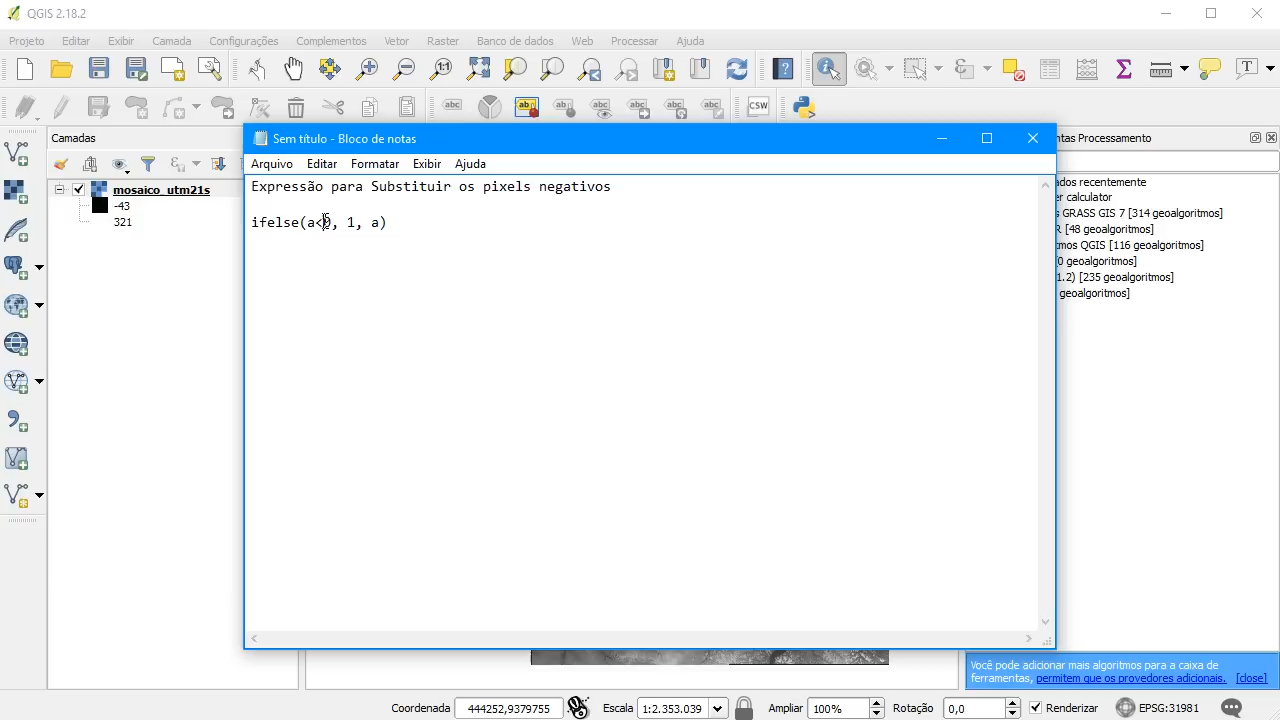 QGIS 2.18.2
Projeto Editar Exibir Camada Configurações Complementos Vetor Raster Banco de dados Web Processar Ajuda
Camadas
mosaico_utm21s
-43
321
Sem título - Bloco de notas
Arquivo Editar Formatar Exibir Ajuda
Expressão para Substituir os pixels negativos
ifelse(a<0, 1, a)
ntas Processamento
ados recentemente
er calculator
s GRASS GIS 7 [314 geoalgoritmos]
R [48 geoalgoritmos]
tmos QGIS [116 geoalgoritmos]
[0 geoalgoritmos]
1.2) [235 geoalgoritmos]
geoalgoritmos]
Você pode adicionar mais algoritmos para a caixa de
ferramentas, permitem que os provedores adicionais. [close]
Coordenada 444252,9379755 Escala 1:2.353.039 Ampliar 100% Rotação 0,0 Renderizar EPSG:31981